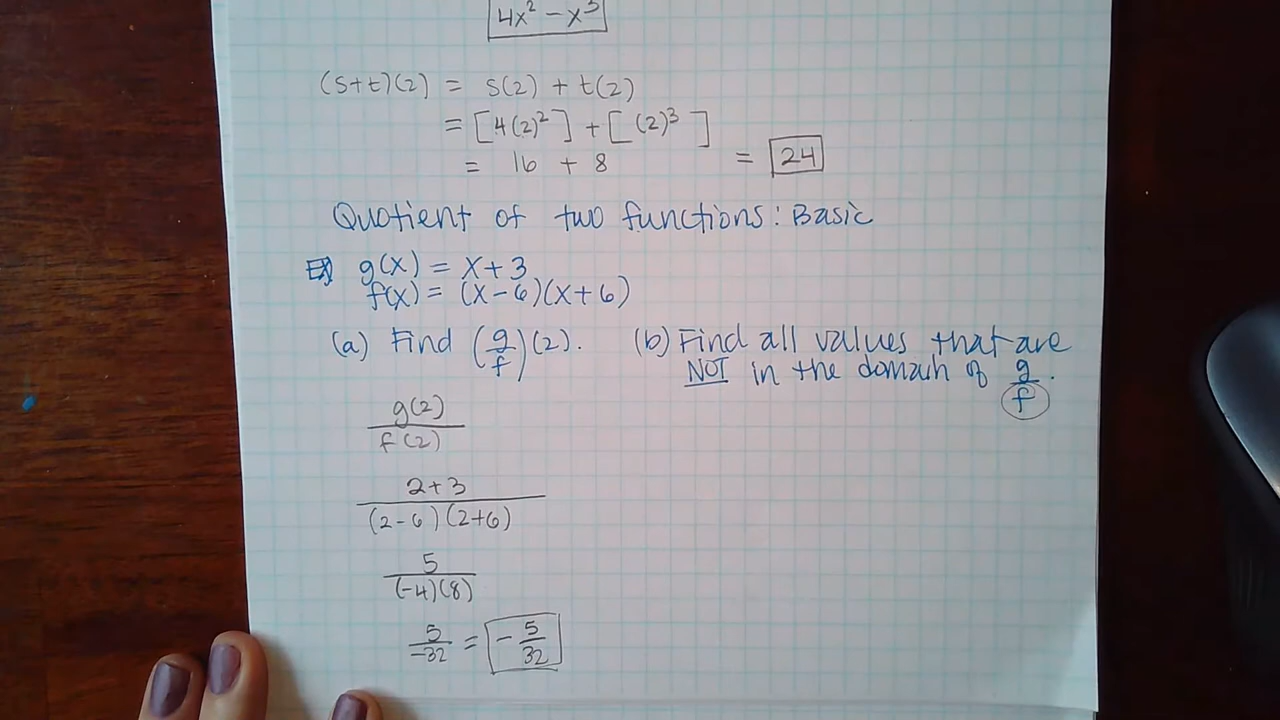 4x² - x³
(s+t)(2) = s(2) + t(2)
= [4(2)²] + [(2)³]
= 16 + 8 = 24
Quotient of two functions: Basic
EX g(x) = x+3
f(x) = (x-6)(x+6)
(a) Find (g/f)(2).
(b) Find all values that are
NOT in the domain of g/f.
g(2)/f(2)
2+3/(2-6)(2+6)
5/(-4)(8)
5/-32 = -5/32